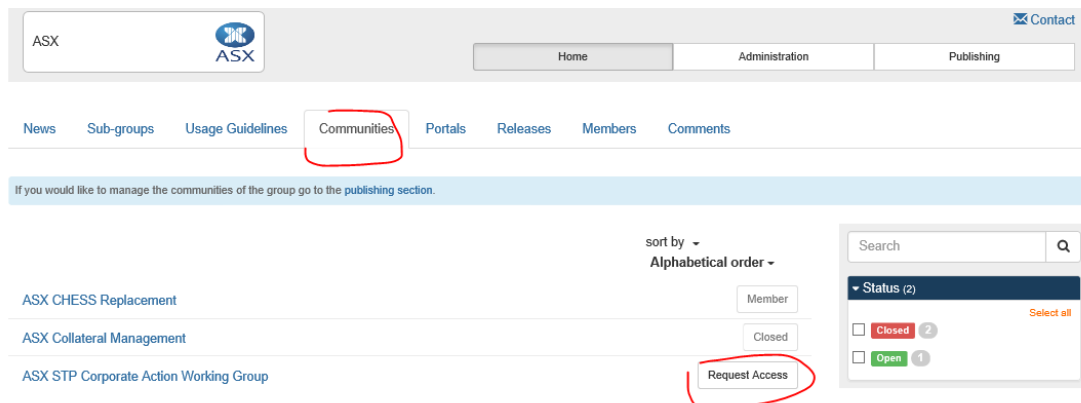 Contact
ASX
ASX
Home Administration Publishing
News Sub-groups Usage Guidelines Communities Portals Releases Members Comments
If you would like to manage the communities of the group go to the publishing section.
sort by
Alphabetical order
Search
Status (2)
Select all
Closed 2
Open 1
ASX CHESS Replacement Member
ASX Collateral Management Closed
ASX STP Corporate Action Working Group Request Access